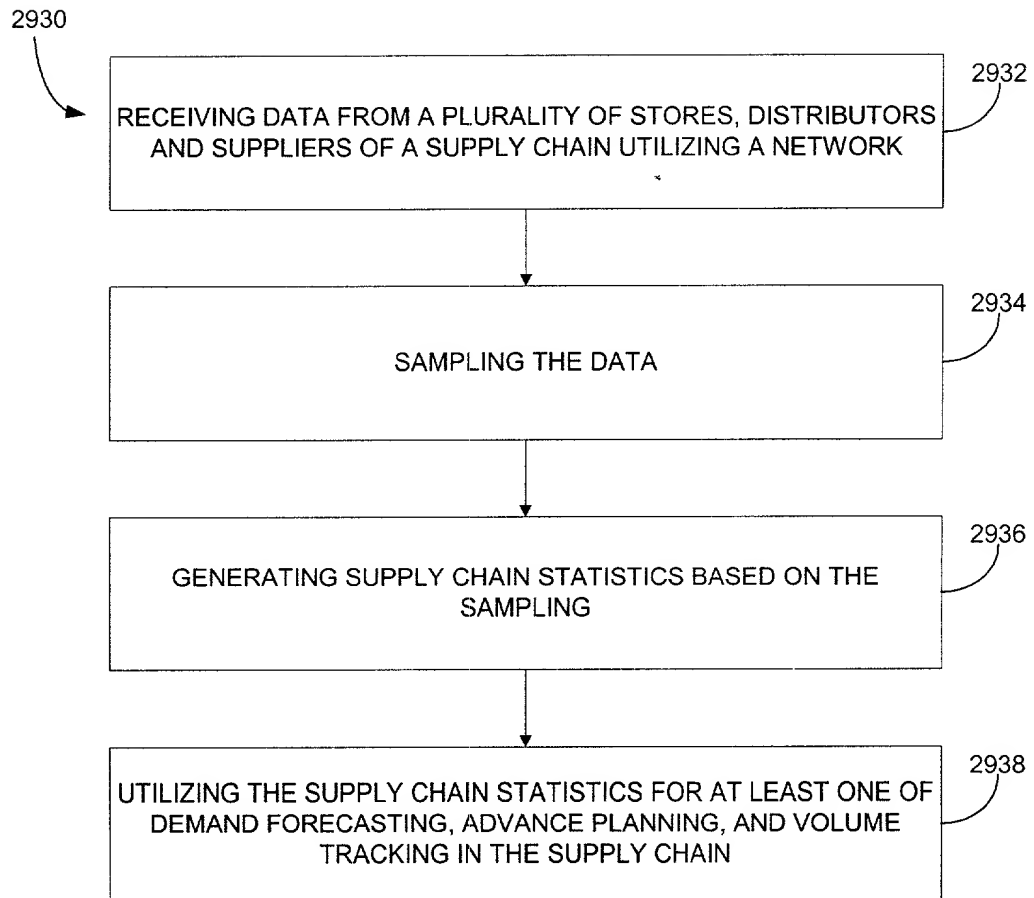 2930
2932
RECEIVING DATA FROM A PLURALITY OF STORES, DISTRIBUTORS
AND SUPPLIERS OF A SUPPLY CHAIN UTILIZING A NETWORK
2934
SAMPLING THE DATA
2936
GENERATING SUPPLY CHAIN STATISTICS BASED ON THE
SAMPLING
2938
UTILIZING THE SUPPLY CHAIN STATISTICS FOR AT LEAST ONE OF
DEMAND FORECASTING, ADVANCE PLANNING, AND VOLUME
TRACKING IN THE SUPPLY CHAIN